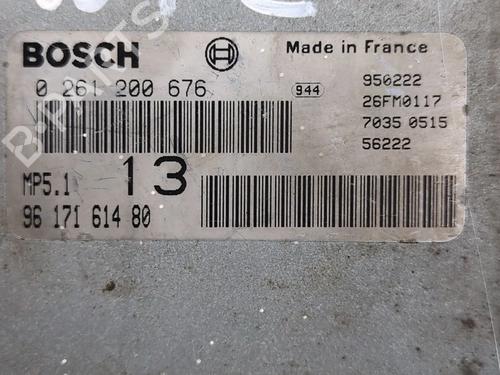 BOSCH
Made in France
0 261 200 676
944
950222
26FM0117
7035 0515
56222
MP5.1
13
96 171 614 80
B-PARTS